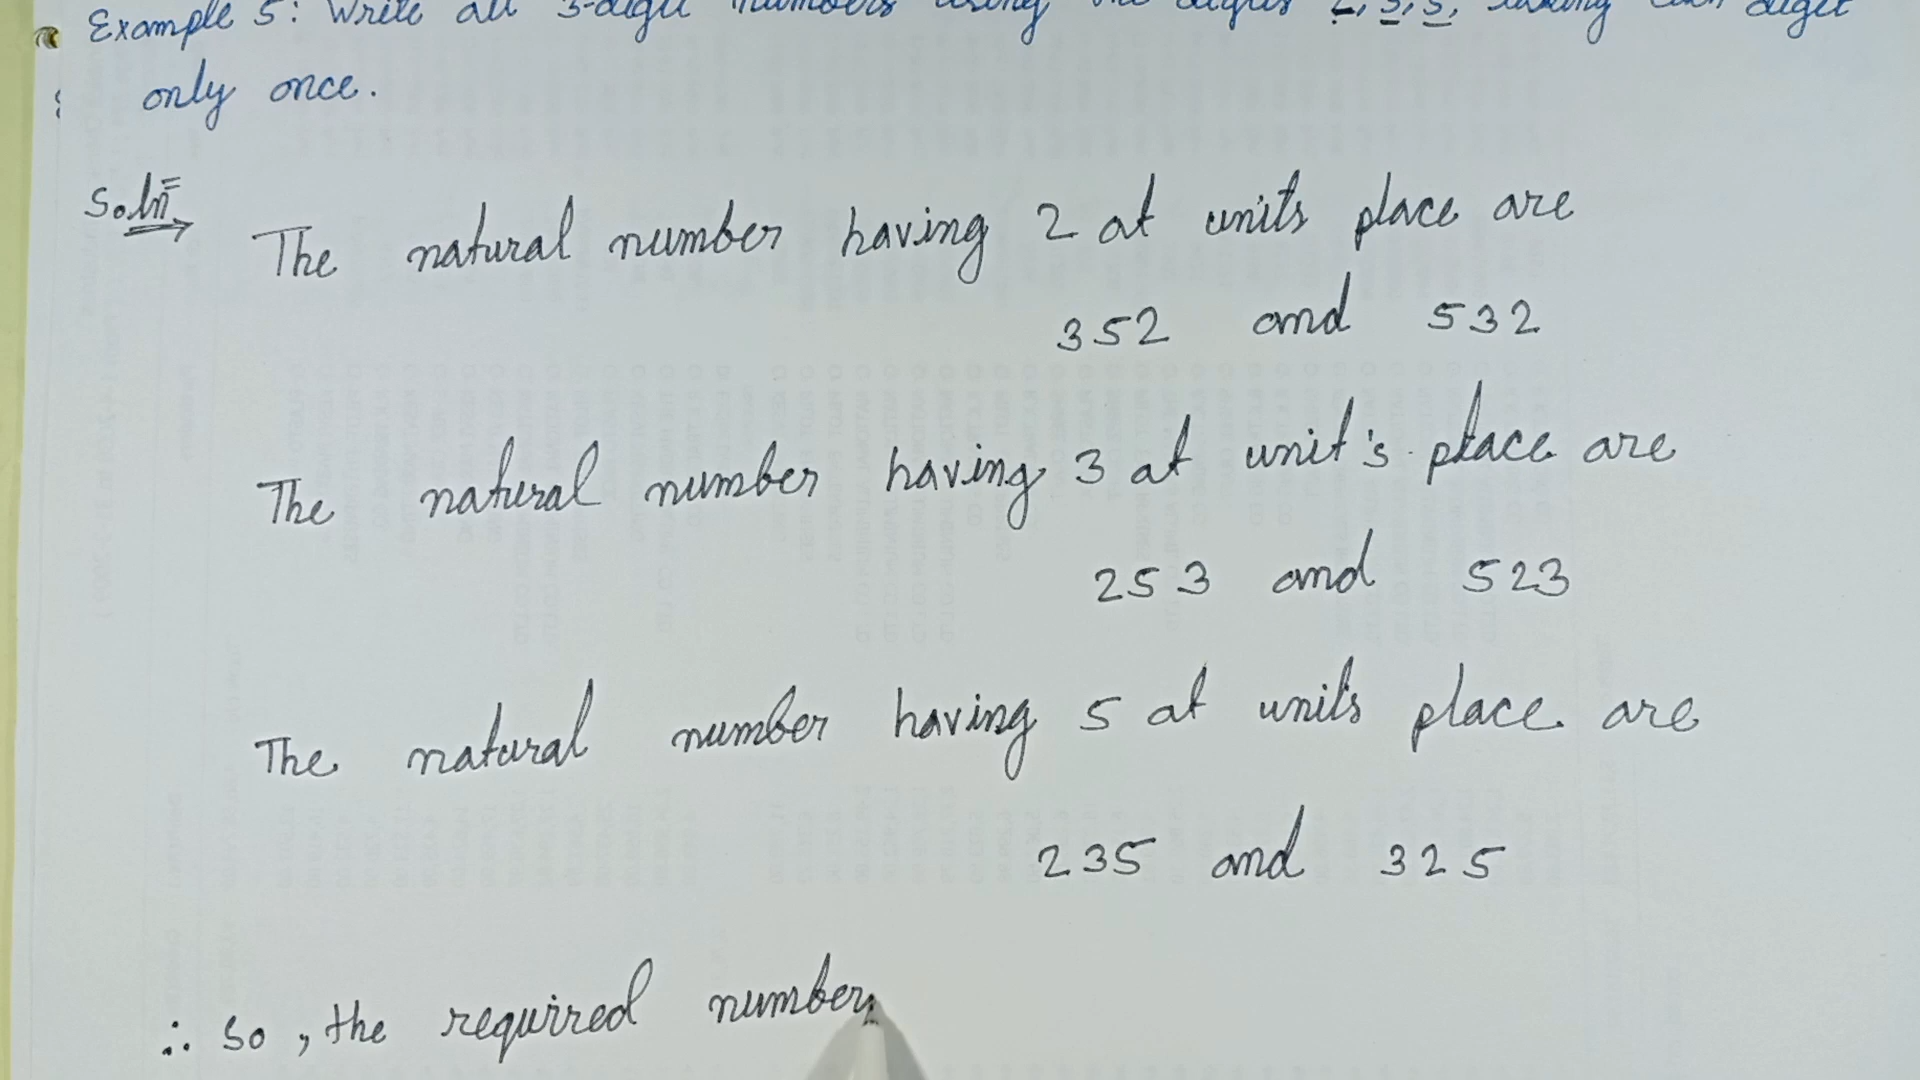 Example 5: Write all 3-digit numbers using the digits 2, 3, 5, taking each digit
only once.
Soln
The natural number having 2 at units place are
352 and 532
The natural number having 3 at unit's place are
253 and 523
The natural number having 5 at units place are
235 and 325
∴ So, the required number